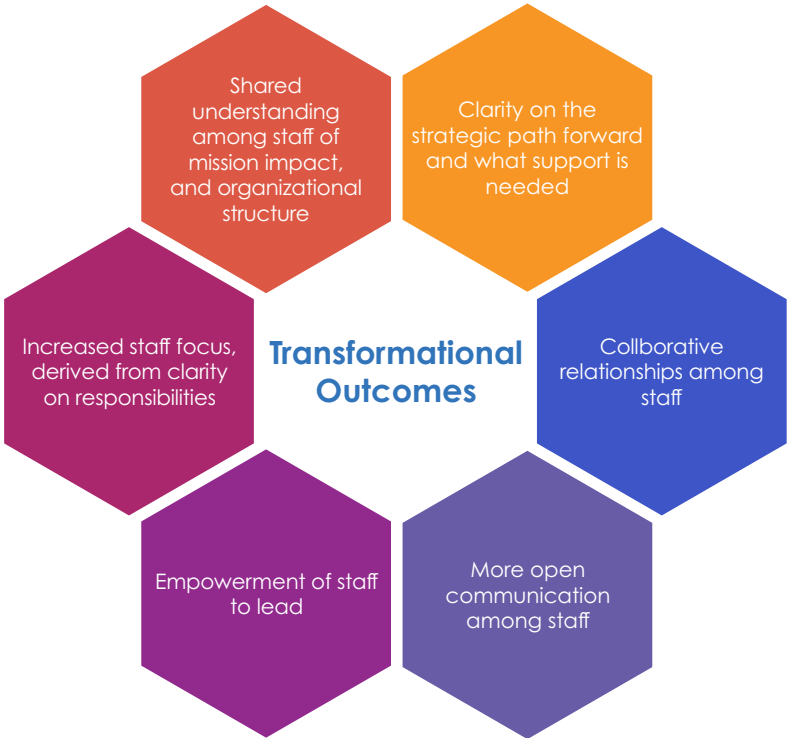 Shared
understanding
among staff of
mission impact,
and organizational
structure
Clarity on the
strategic path forward
and what support is
needed
Increased staff focus,
derived from clarity
on responsibilities
Transformational
Outcomes
Collborative
relationships among
staff
Empowerment of staff
to lead
More open
communication
among staff